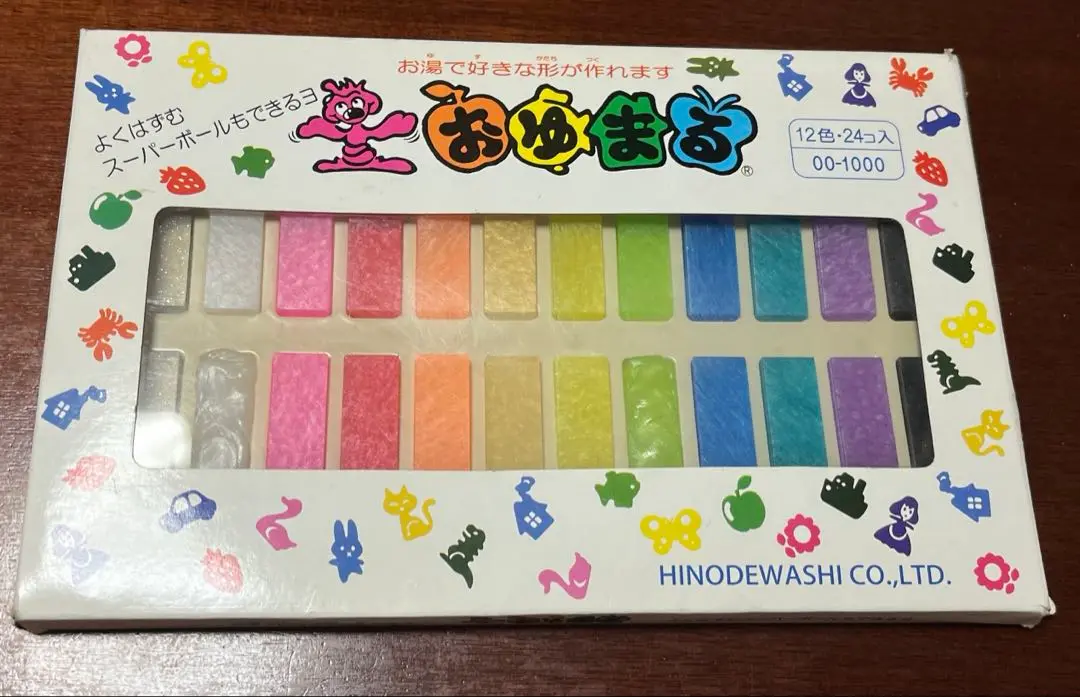 お湯で好きな形が作れます
よくはずむ
スーパーボールもできるヨ
おゆまる®
12色・24コ入
00-1000
HINODEWASHI CO.,LTD.